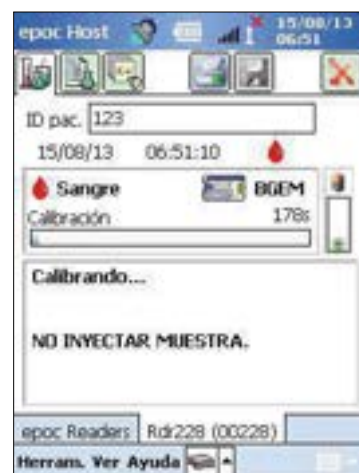 epoc Host 15/08/13
06:51
ID pac. 123
15/08/13 06:51:10
Sangre BGEM
Calibración 178s
Calibrando...
NO INYECTAR MUESTRA.
epoc Readers Rdr228 (00228)
Herram. Ver Ayuda